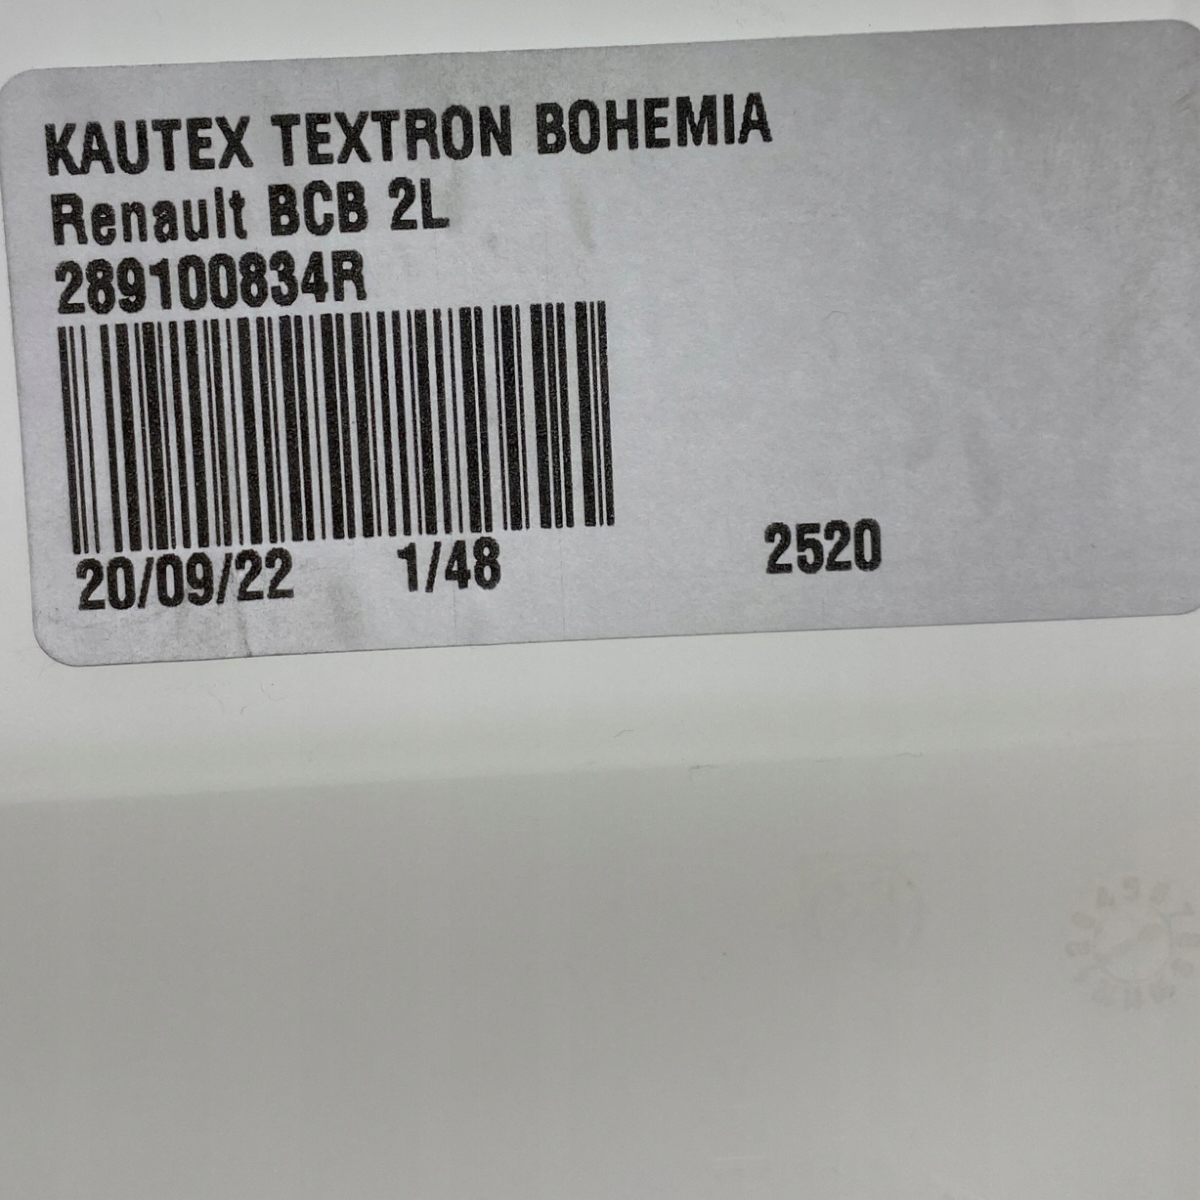 KAUTEX TEXTRON BOHEMIA
Renault BCB 2L
289100834R
20/09/22 1/48 2520